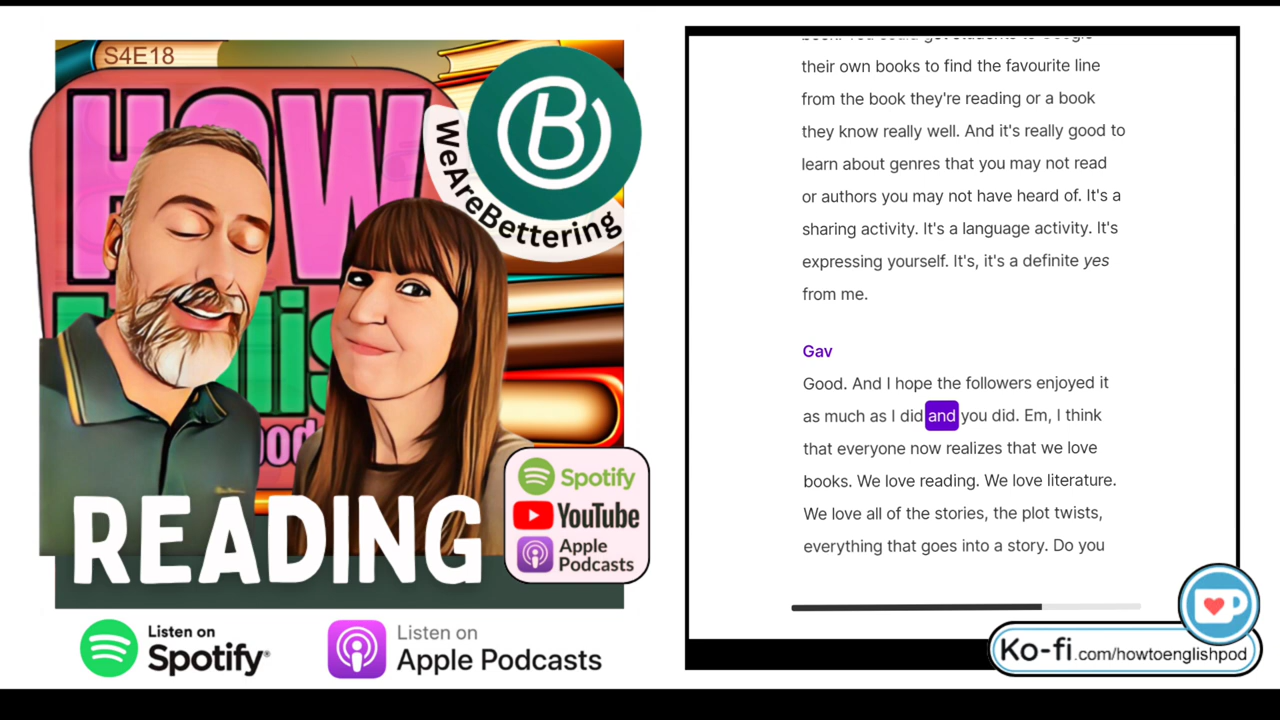 S4E18
HOW
WeAreBettering
B
READING
Spotify
YouTube
Apple
Podcasts
Listen on
Spotify
Listen on
Apple Podcasts
their own books to find the favourite line
from the book they're reading or a book
they know really well. And it's really good to
learn about genres that you may not read
or authors you may not have heard of. It's a
sharing activity. It's a language activity. It's
expressing yourself. It's, it's a definite yes
from me.
Gav
Good. And I hope the followers enjoyed it
as much as I did and you did. Em, I think
that everyone now realizes that we love
books. We love reading. We love literature.
We love all of the stories, the plot twists,
everything that goes into a story. Do you
Ko-fi.com/howtoenglishpod